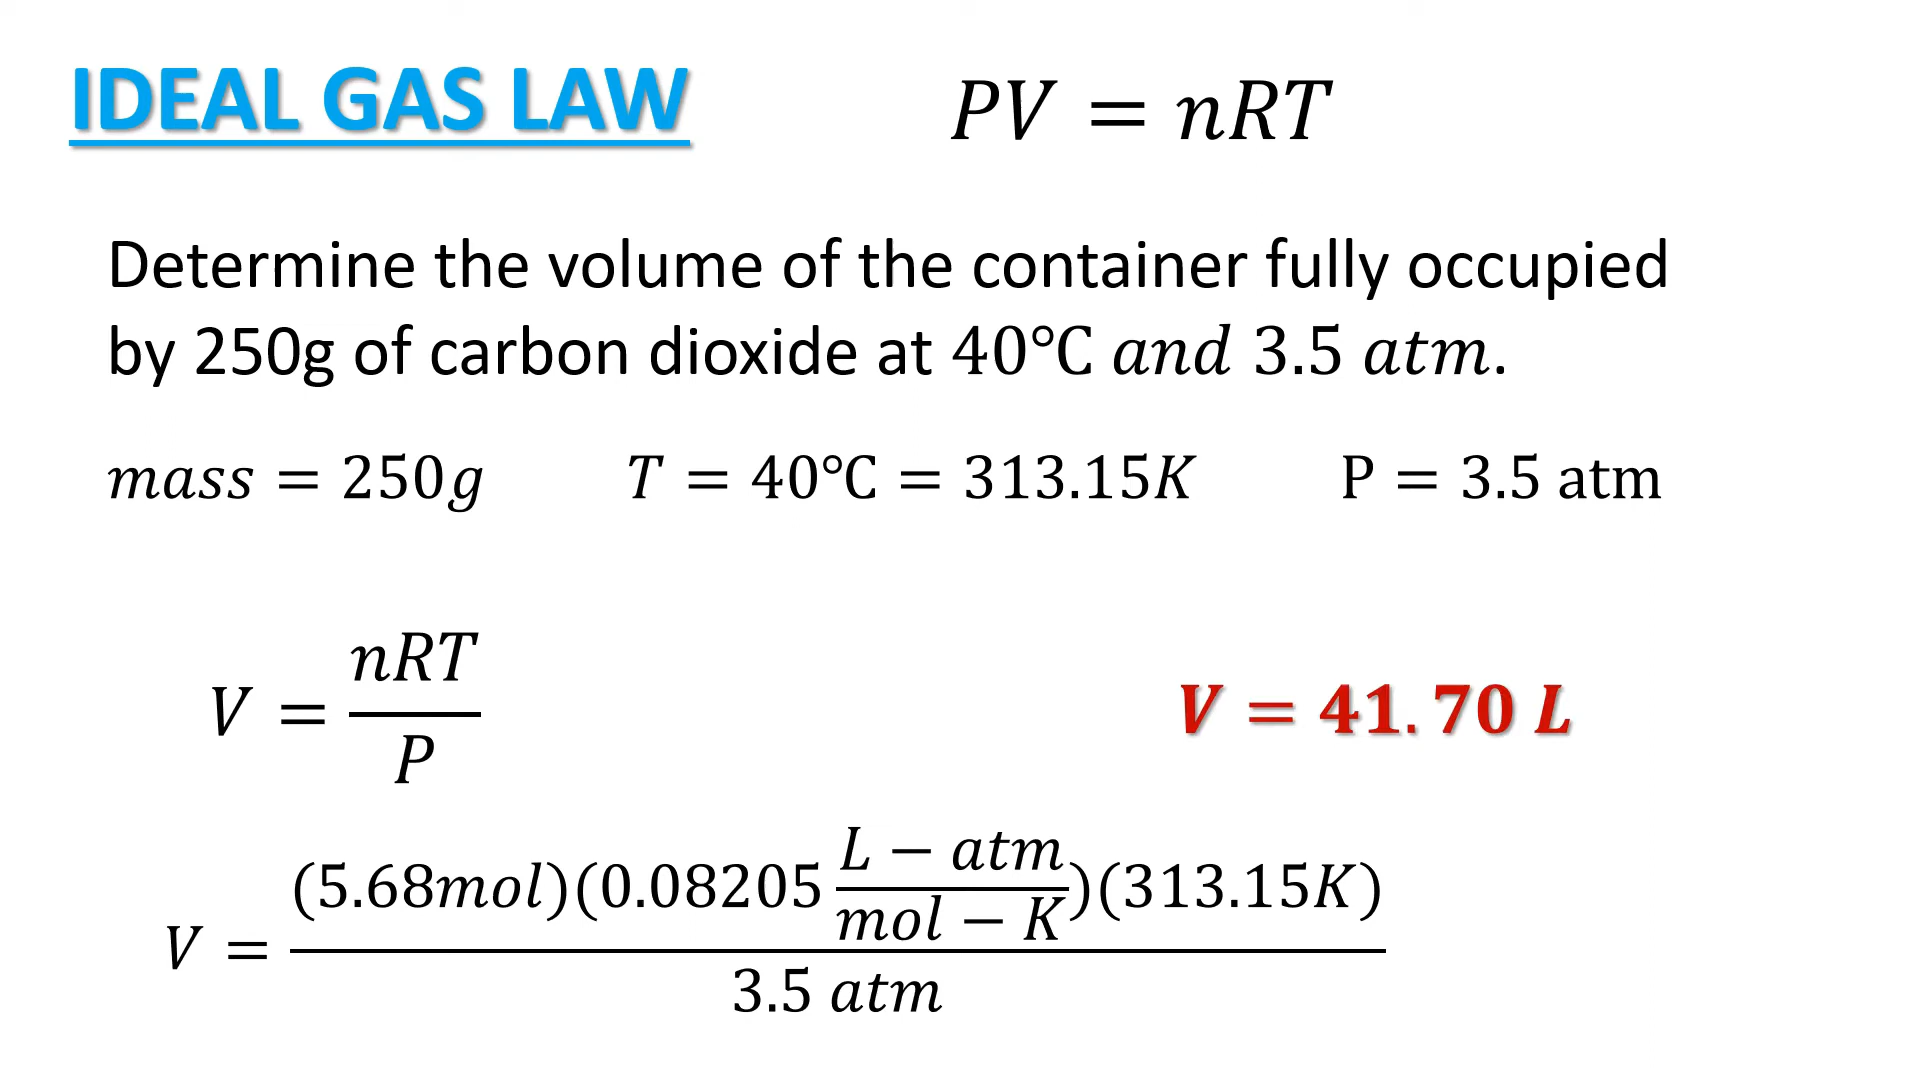 IDEAL GAS LAW PV = nRT
Determine the volume of the container fully occupied
by 250g of carbon dioxide at 40℃ and 3.5 atm.
mass = 250g T = 40℃ = 313.15K P = 3.5 atm
V = nRT / P
V = 41.70 L
V = (5.68mol)(0.08205 L − atm / mol − K)(313.15K) / 3.5 atm